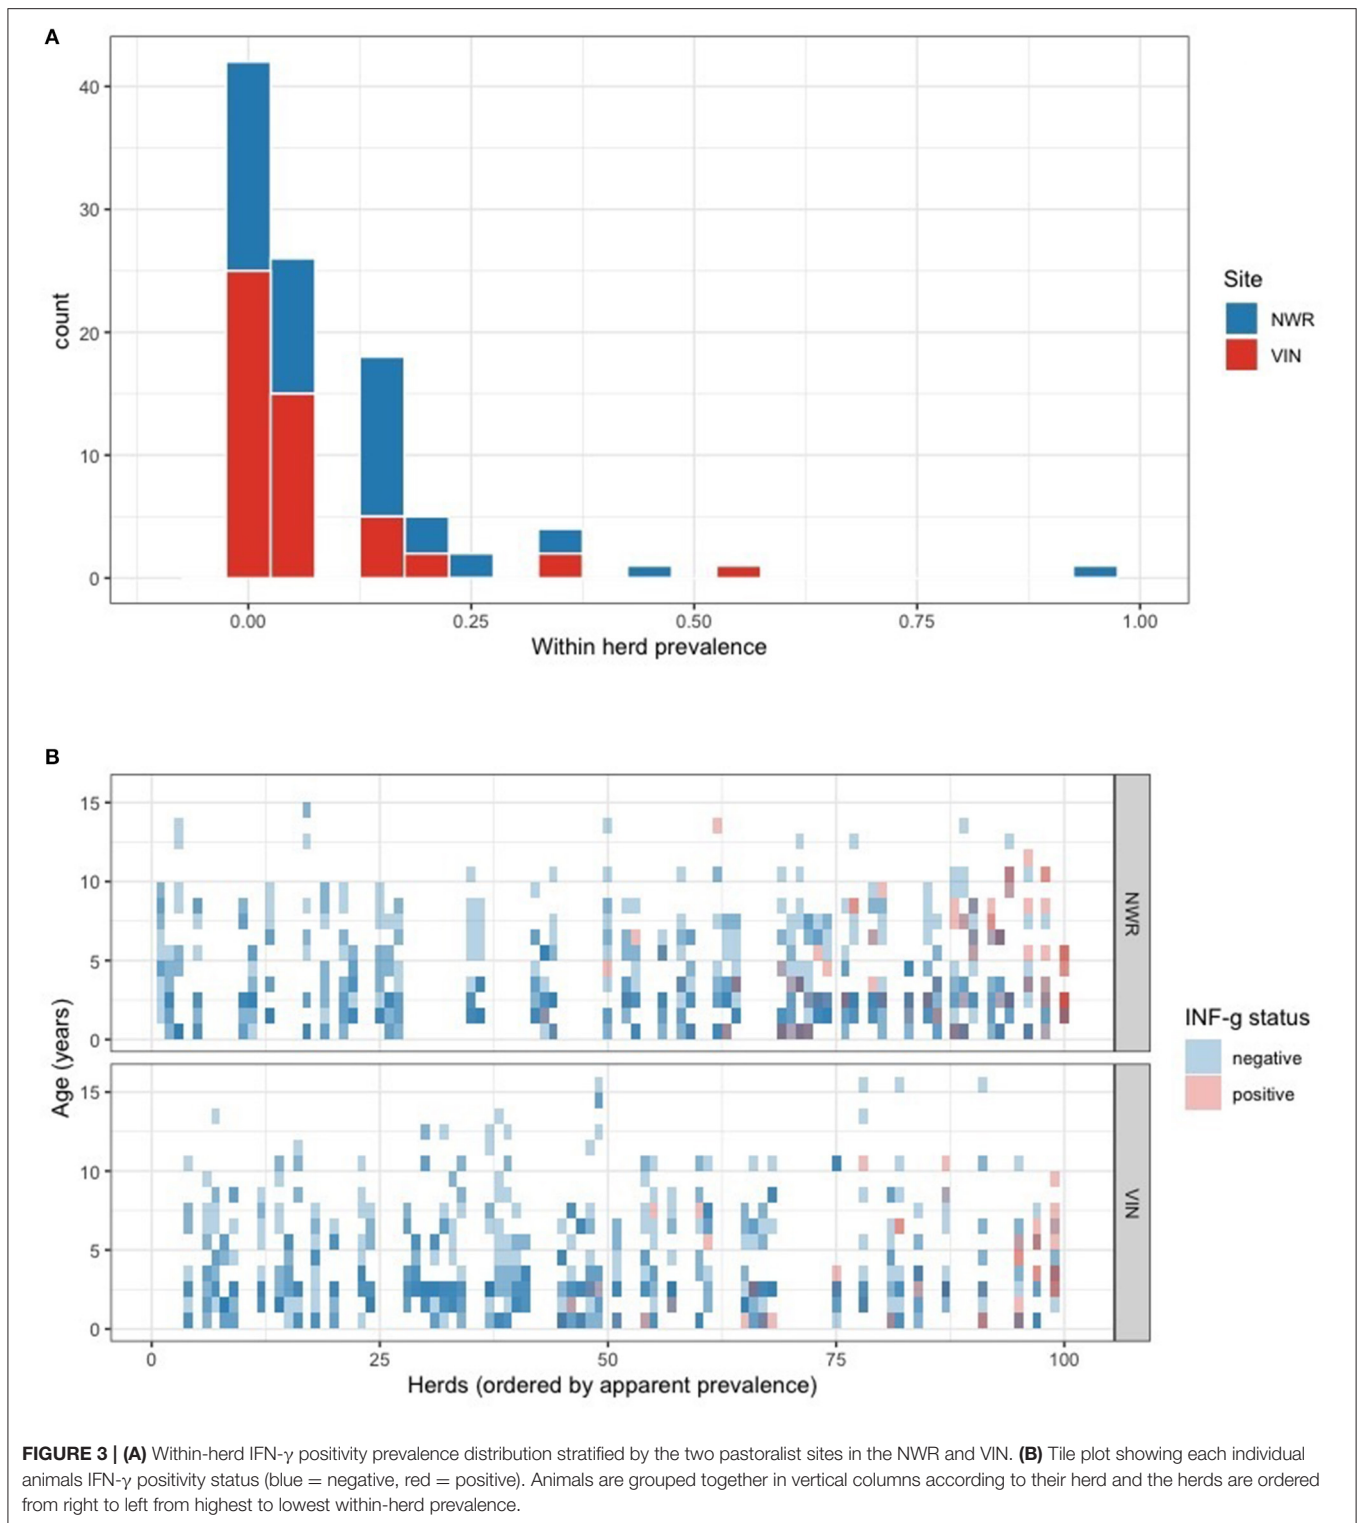 A
40
30
20
10
0
count
0.00 0.25 0.50 0.75 1.00
Within herd prevalence
Site
NWR
VIN
B
15
10
5
0
NWR
15
10
5
0
VIN
Age (years)
0 25 50 75 100
Herds (ordered by apparent prevalence)
INF-g status
negative
positive
FIGURE 3 | (A) Within-herd IFN-γ positivity prevalence distribution stratified by the two pastoralist sites in the NWR and VIN. (B) Tile plot showing each individual
animals IFN-γ positivity status (blue = negative, red = positive). Animals are grouped together in vertical columns according to their herd and the herds are ordered
from right to left from highest to lowest within-herd prevalence.